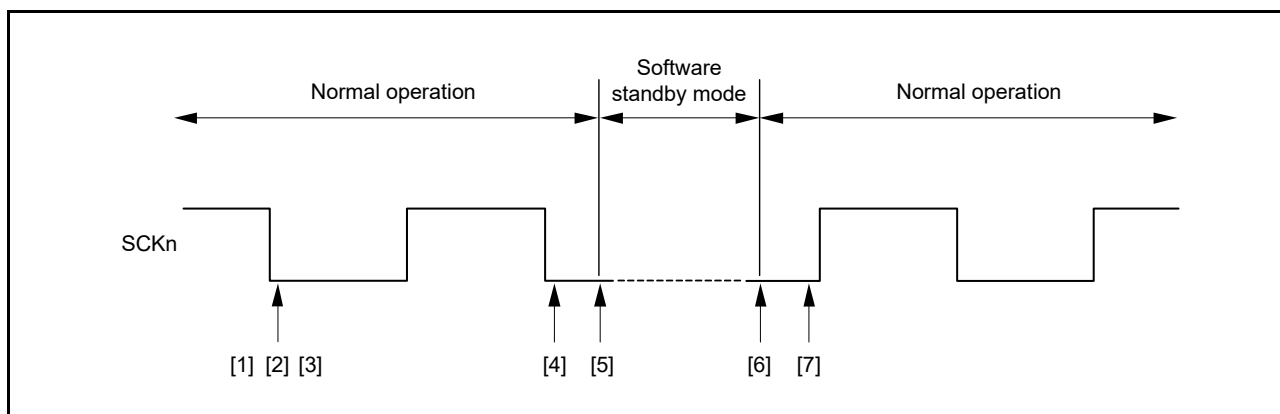 Software
standby mode
Normal operation
Normal operation
SCKn
[1] [2] [3]
[4]
[5]
[6]
[7]